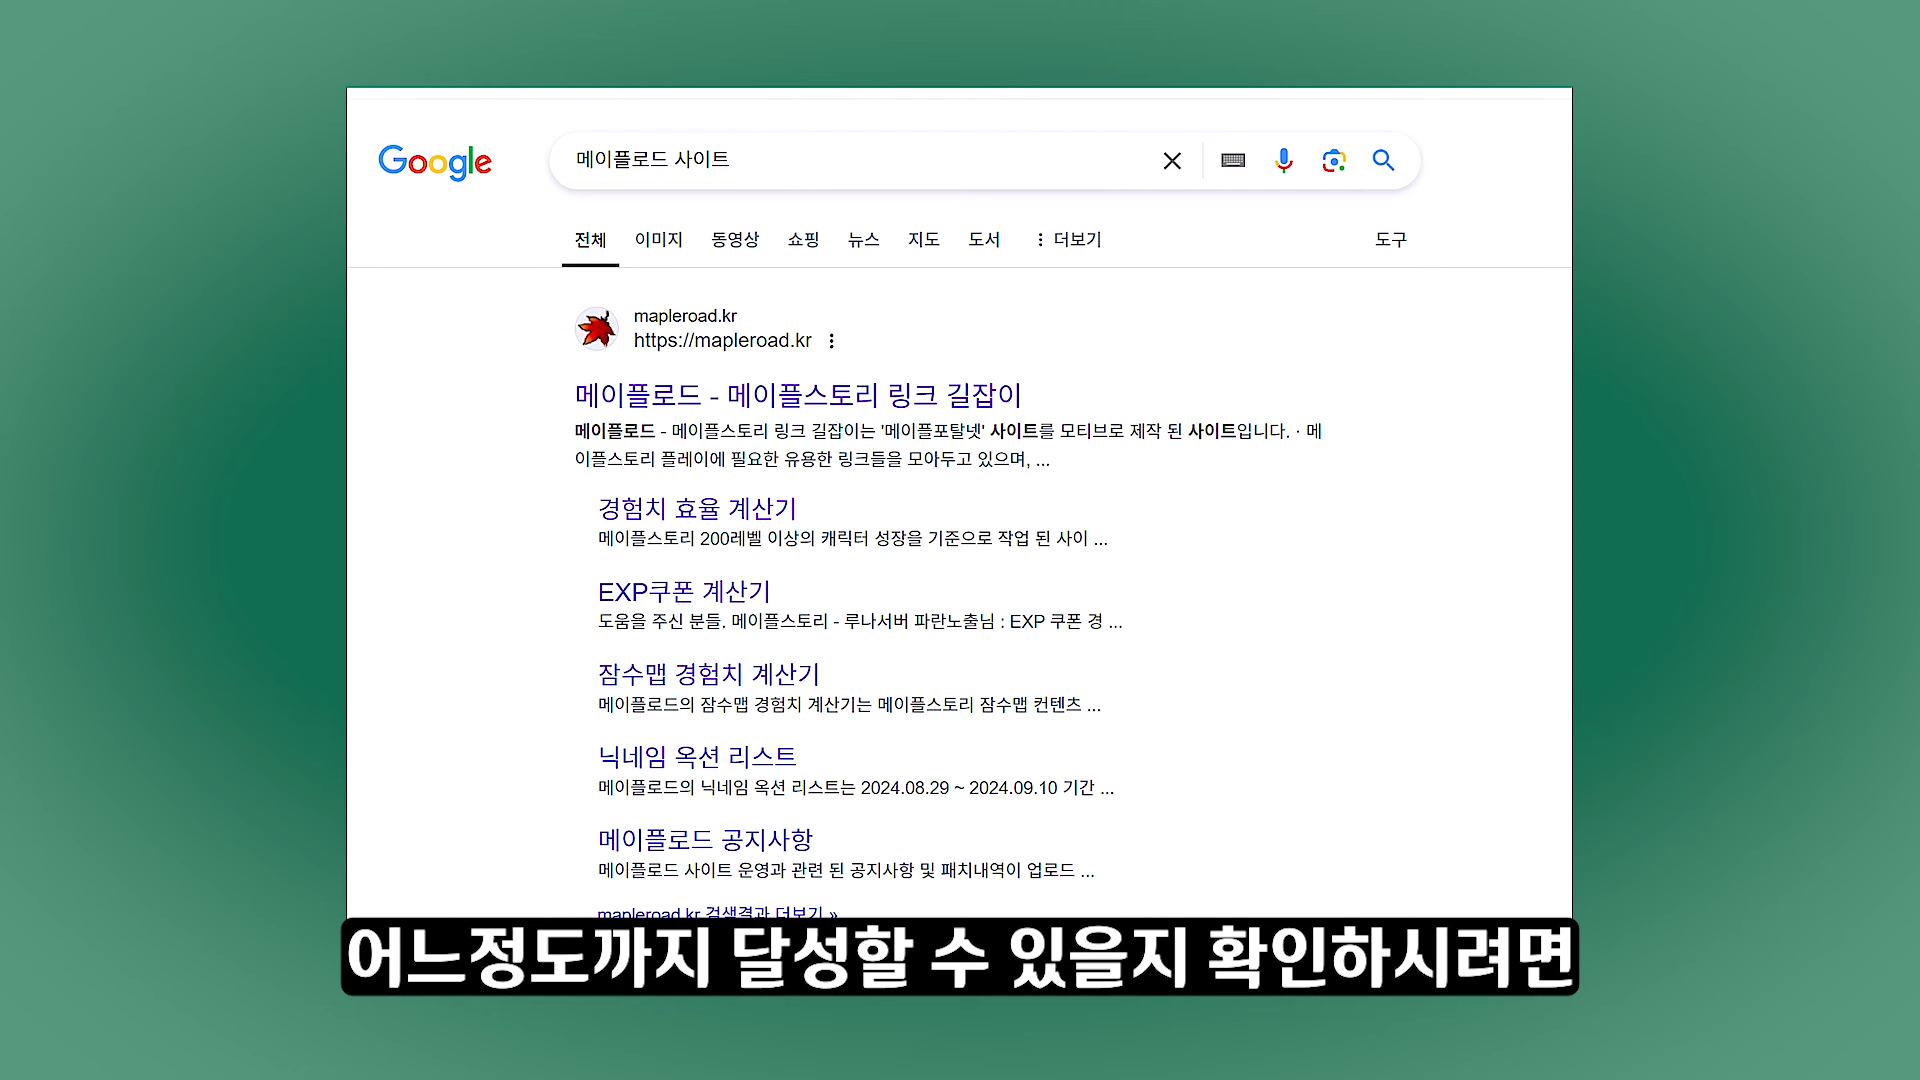 Google
메이플로드 사이트
전체 이미지 동영상 쇼핑 뉴스 지도 도서 더보기 도구
mapleroad.kr
https://mapleroad.kr
메이플로드 - 메이플스토리 링크 길잡이
메이플로드 - 메이플스토리 링크 길잡이는 '메이플포탈넷' 사이트를 모티브로 제작 된 사이트입니다. · 메
이플스토리 플레이에 필요한 유용한 링크들을 모아두고 있으며, ...
경험치 효율 계산기
메이플스토리 200레벨 이상의 캐릭터 성장을 기준으로 작업 된 사이 ...
EXP쿠폰 계산기
도움을 주신 분들. 메이플스토리 - 루나서버 파란노출님 : EXP 쿠폰 경 ...
잠수맵 경험치 계산기
메이플로드의 잠수맵 경험치 계산기는 메이플스토리 잠수맵 컨텐츠 ...
닉네임 옥션 리스트
메이플로드의 닉네임 옥션 리스트는 2024.08.29 ~ 2024.09.10 기간 ...
메이플로드 공지사항
메이플로드 사이트 운영과 관련 된 공지사항 및 패치내역이 업로드 ...
mapleroad.kr 검색결과 더보기 »
어느정도까지 달성할 수 있을지 확인하시려면